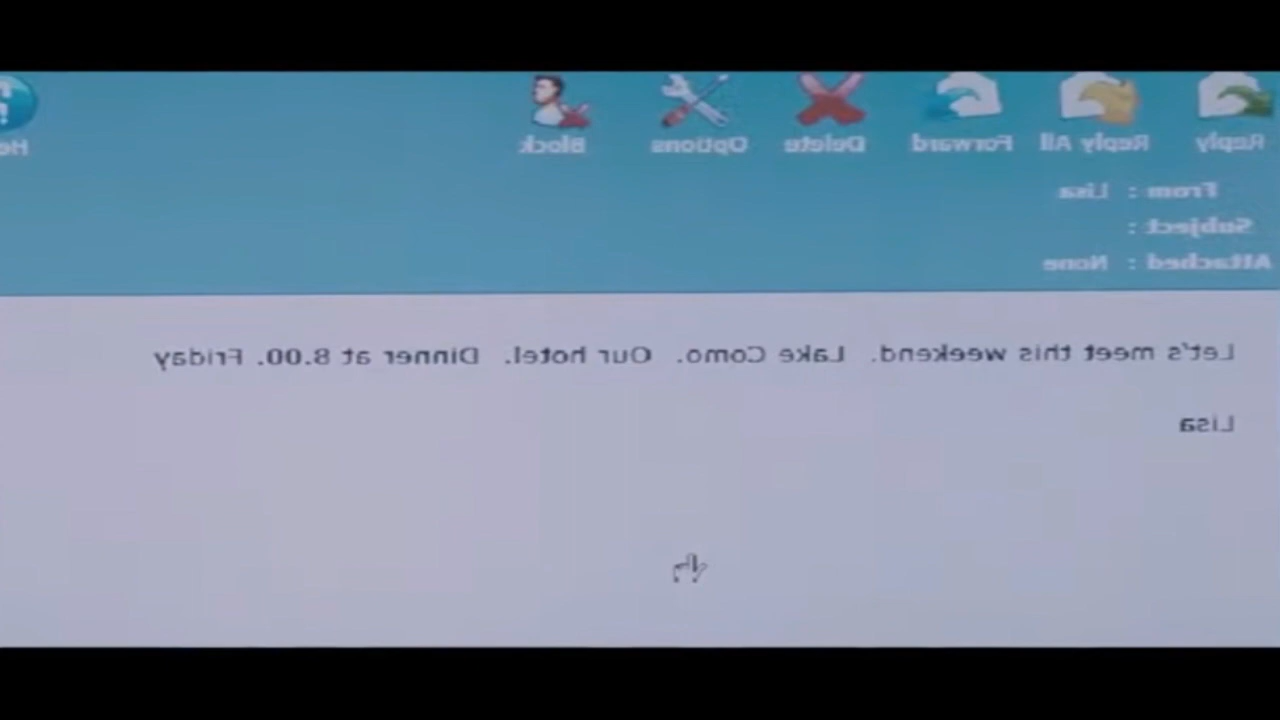 Reply Reply All Forward Delete Options Block
From : Lisa
Subject :
Attached : None
Let's meet this weekend. Lake Como. Our hotel. Dinner at 8.00. Friday
Lisa